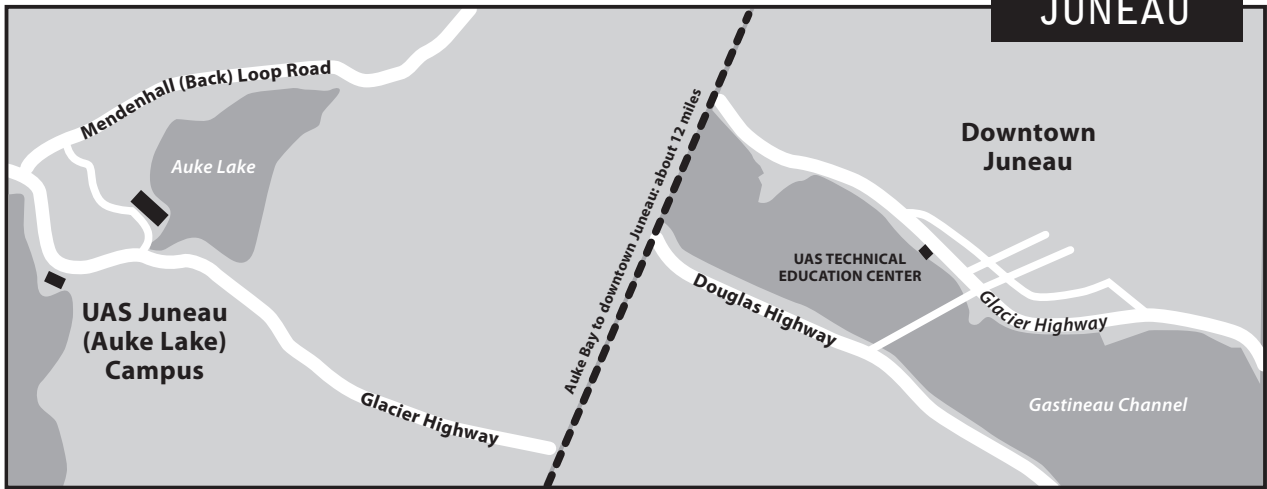 JUNEAU
Mendenhall (Back) Loop Road
Auke Lake
UAS Juneau
(Auke Lake)
Campus
Glacier Highway
Auke Bay to downtown Juneau: about 12 miles
Downtown
Juneau
UAS TECHNICAL
EDUCATION CENTER
Douglas Highway
Glacier Highway
Gastineau Channel